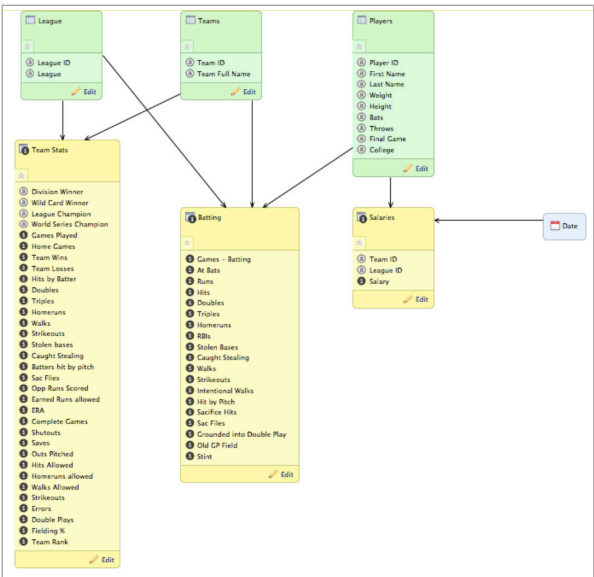 League
League ID
League
Edit
Teams
Team ID
Team Full Name
Edit
Players
Player ID
First Name
Last Name
Weight
Height
Bats
Throws
Final Game
College
Edit
Team Stats
Division Winner
Wild Card Winner
League Champion
World Series Champion
Games Played
Home Games
Team Wins
Team Losses
Hits by Batter
Doubles
Triples
Homeruns
Walks
Strikeouts
Stolen bases
Caught Stealing
Batters hit by pitch
Sac Flies
Opp Runs Scored
Earned Runs allowed
ERA
Complete Games
Shutouts
Saves
Outs Pitched
Hits Allowed
Homeruns allowed
Walks Allowed
Strikeouts
Errors
Double Plays
Fielding %
Team Rank
Edit
Batting
Games - Batting
At Bats
Runs
Hits
Doubles
Triples
Homeruns
RBIs
Stolen Bases
Caught Stealing
Walks
Strikeouts
Intentional Walks
Hit by Pitch
Sacifice Hits
Sac Files
Grounded into Double Play
Old GP Field
Stint
Edit
Salaries
Team ID
League ID
Salary
Edit
Date